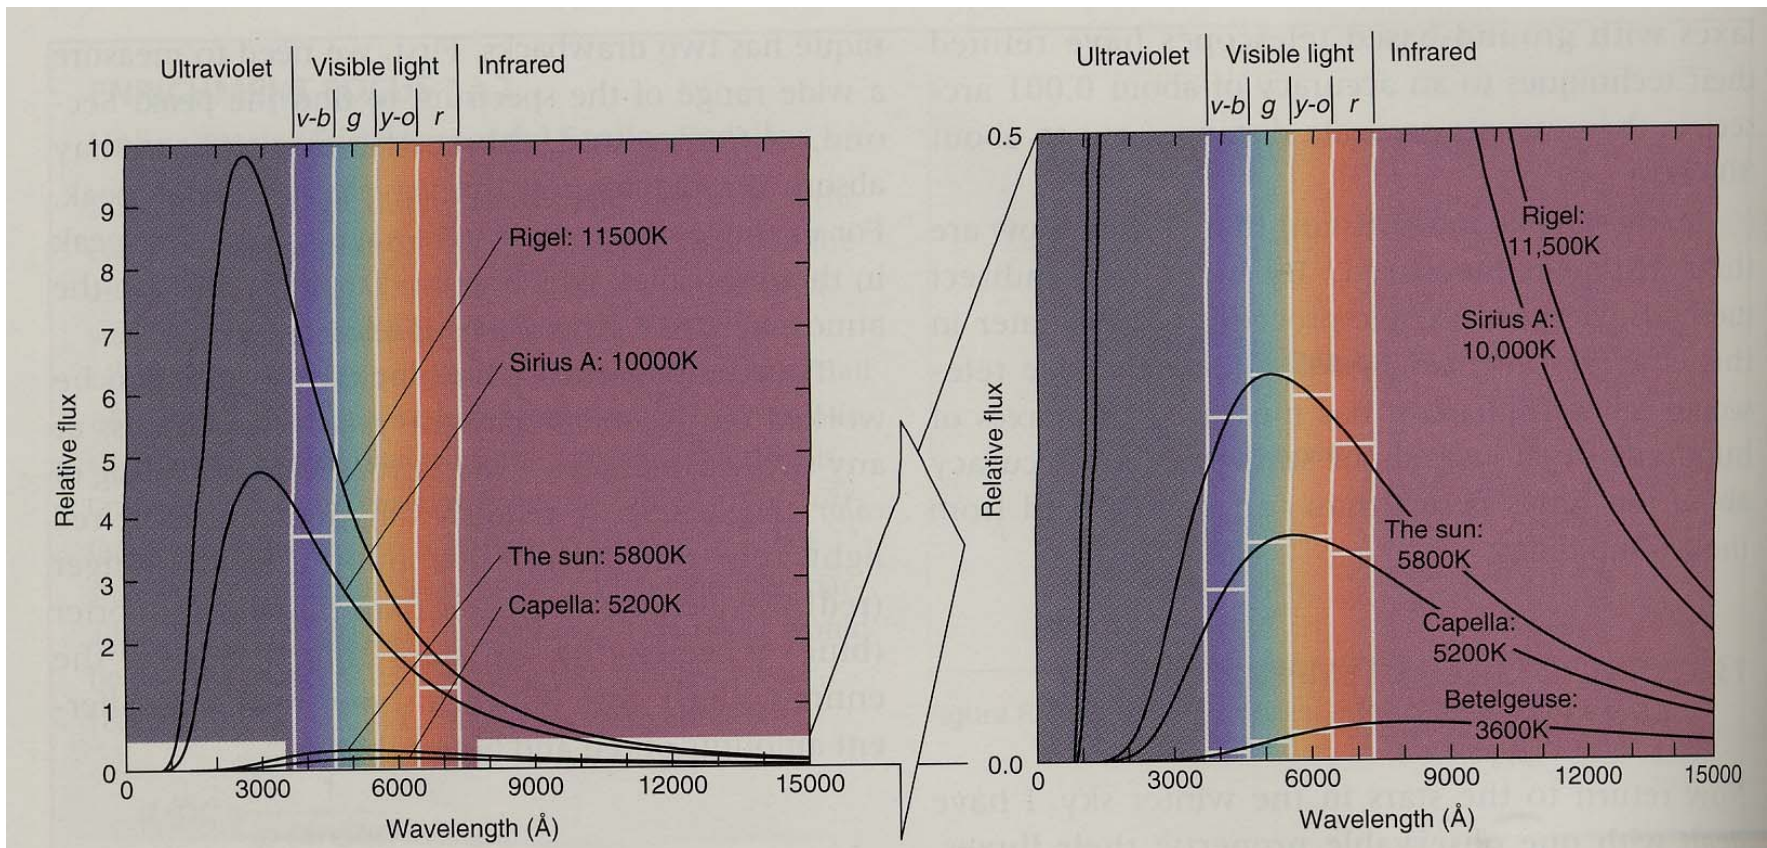 Ultraviolet
Visible light
Infrared
v-b
g
y-o
r
10
9
8
7
6
5
4
3
2
1
0
Relative flux
Rigel: 11500K
Sirius A: 10000K
The sun: 5800K
Capella: 5200K
0
3000
6000
9000
12000
15000
Wavelength (Å)
Ultraviolet
Visible light
Infrared
v-b
g
y-o
r
0.5
0.0
Relative flux
Rigel:
11,500K
Sirius A:
10,000K
The sun:
5800K
Capella:
5200K
Betelgeuse:
3600K
0
3000
6000
9000
12000
15000
Wavelength (Å)